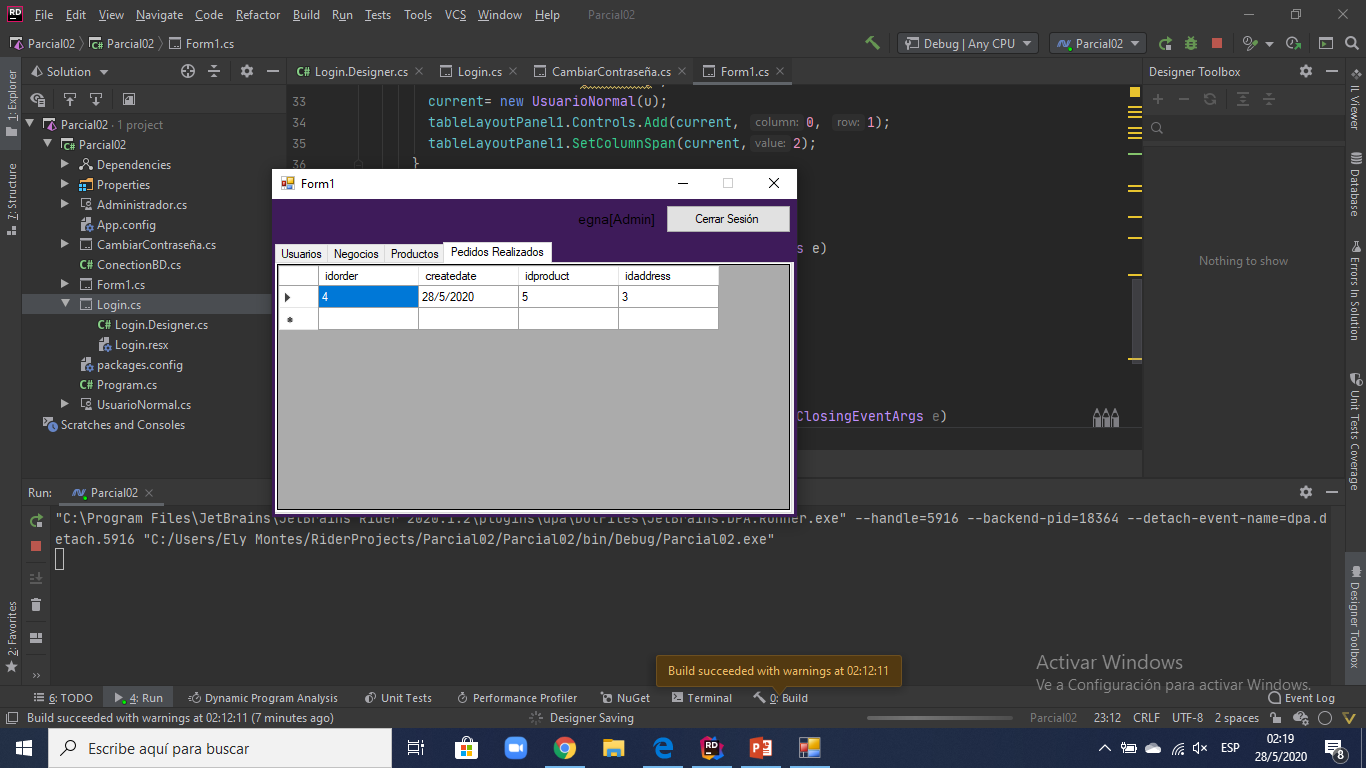 File Edit View Navigate Code Refactor Build Run Tests Tools VCS Window Help Parcial02
Parcial02 Parcial02 Form1.cs Debug | Any CPU Parcial02
Solution
Login.Designer.cs Login.cs CambiarContraseña.cs Form1.cs
Designer Toolbox
1: Explorer
7: Structure
2: Favorites
Parcial02 · 1 project
Parcial02
Dependencies
Properties
Administrador.cs
App.config
CambiarContraseña.cs
ConectionBD.cs
Form1.cs
Login.cs
Login.Designer.cs
Login.resx
packages.config
Program.cs
UsuarioNormal.cs
Scratches and Consoles
33 current= new UsuarioNormal(u);
34 tableLayoutPanel1.Controls.Add(current, column: 0, row: 1);
35 tableLayoutPanel1.SetColumnSpan(current, value: 2);
36 }
s e)
ClosingEventArgs e)
Form1
egna[Admin] Cerrar Sesión
Usuarios Negocios Productos Pedidos Realizados
idorder createdate idproduct idaddress
4 28/5/2020 5 3
Nothing to show
IL Viewer
Database
Errors In Solution
Unit Tests Coverage
Designer Toolbox
Run: Parcial02
"C:\Program Files\JetBrains\JetBrains Rider 2020.1.2\plugins\dpa\DotFiles\JetBrains.DPA.Runner.exe" --handle=5916 --backend-pid=18364 --detach-event-name=dpa.d
etach.5916 "C:/Users/Ely Montes/RiderProjects/Parcial02/Parcial02/bin/Debug/Parcial02.exe"
Build succeeded with warnings at 02:12:11
Activar Windows
Ve a Configuración para activar Windows.
6: TODO 4: Run Dynamic Program Analysis Unit Tests Performance Profiler NuGet Terminal 0: Build Event Log
Build succeeded with warnings at 02:12:11 (7 minutes ago) Designer Saving Parcial02 23:12 CRLF UTF-8 2 spaces
Escribe aquí para buscar
ESP
02:19
28/5/2020
8